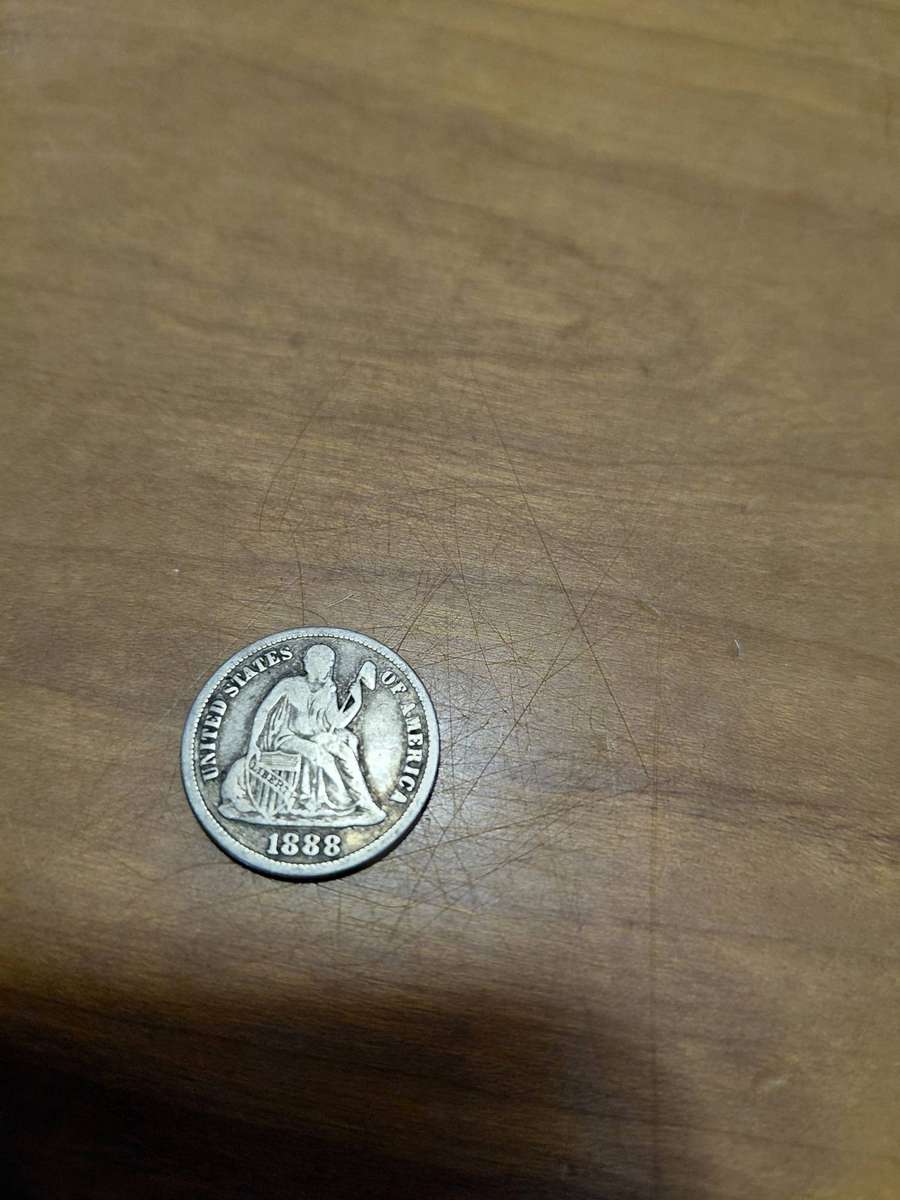 UNITED STATES OF AMERICA
LIBERTY
1888